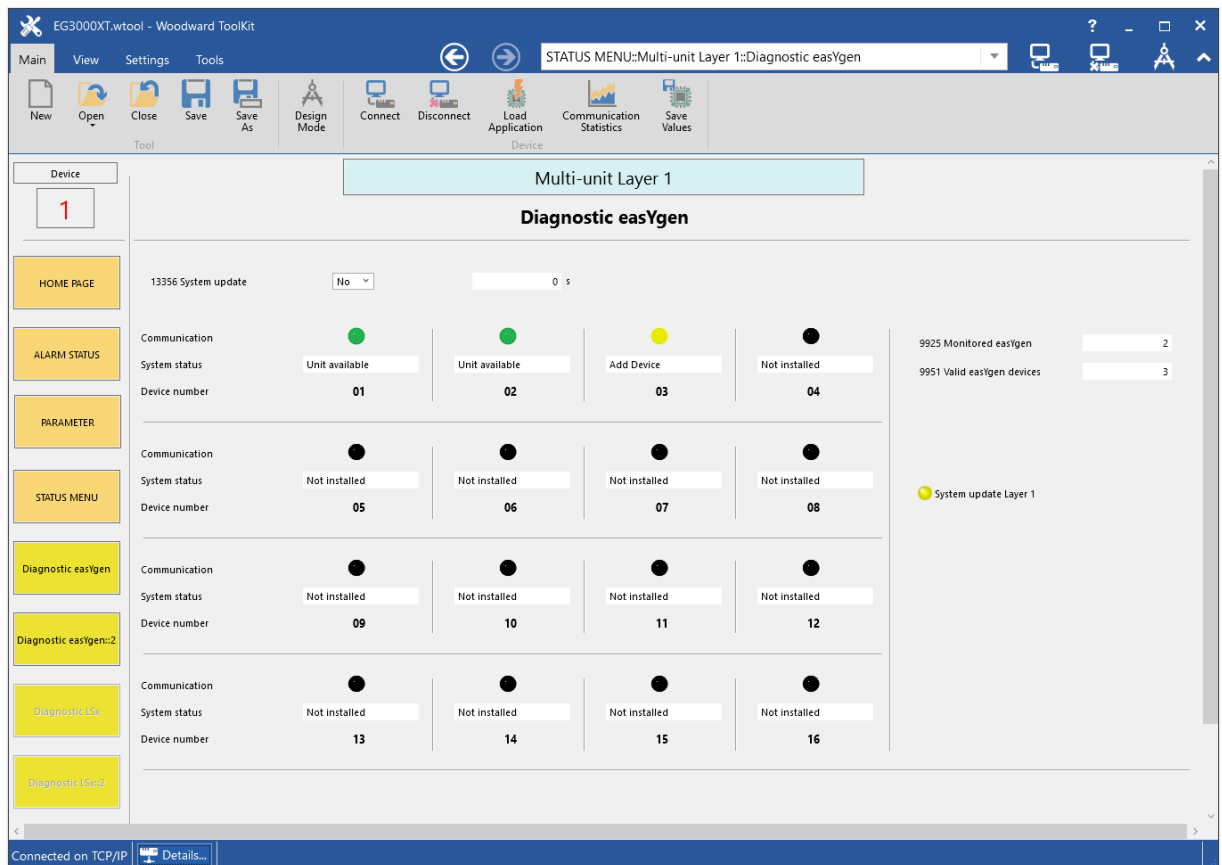 EG3000XT.wtool - Woodward ToolKit
?
Main View Settings Tools
STATUS MENU::Multi-unit Layer 1::Diagnostic easYgen
New
Open
Close
Save
Save As
Design Mode
Connect
Disconnect
Load Application
Communication Statistics
Save Values
Tool
Device
Device
1
HOME PAGE
ALARM STATUS
PARAMETER
STATUS MENU
Diagnostic easYgen
Diagnostic easYgen::2
Diagnostic LSx
Diagnostic LSx::2
Multi-unit Layer 1
Diagnostic easYgen
13356 System update No 0 s
Communication
System status Unit available Unit available Add Device Not installed
Device number 01 02 03 04
Communication
System status Not installed Not installed Not installed Not installed
Device number 05 06 07 08
Communication
System status Not installed Not installed Not installed Not installed
Device number 09 10 11 12
Communication
System status Not installed Not installed Not installed Not installed
Device number 13 14 15 16
9925 Monitored easYgen 2
9951 Valid easYgen devices 3
System update Layer 1
Connected on TCP/IP Details...